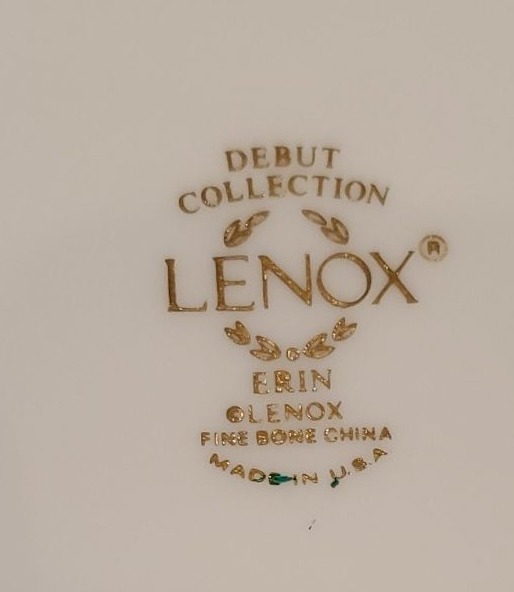 DEBUT
COLLECTION
LENOX®
ERIN
©LENOX
FINE BONE CHINA
MADE IN U.S.A